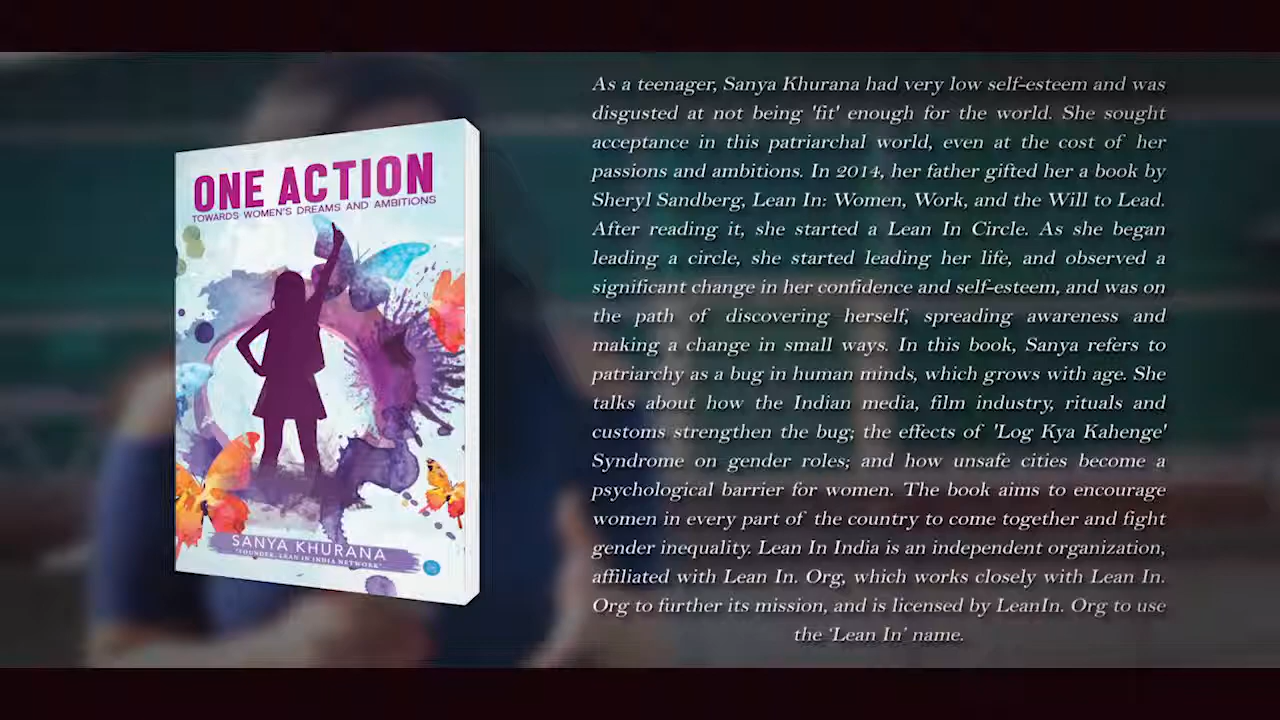 ONE ACTION
TOWARDS WOMEN'S DREAMS AND AMBITIONS
SANYA KHURANA
"FOUNDER, LEAN IN INDIA NETWORK"
As a teenager, Sanya Khurana had very low self-esteem and was
disgusted at not being 'fit' enough for the world. She sought
acceptance in this patriarchal world, even at the cost of her
passions and ambitions. In 2014, her father gifted her a book by
Sheryl Sandberg, Lean In: Women, Work, and the Will to Lead.
After reading it, she started a Lean In Circle. As she began
leading a circle, she started leading her life, and observed a
significant change in her confidence and self-esteem, and was on
the path of discovering herself, spreading awareness and
making a change in small ways. In this book, Sanya refers to
patriarchy as a bug in human minds, which grows with age. She
talks about how the Indian media, film industry, rituals and
customs strengthen the bug; the effects of 'Log Kya Kahenge'
Syndrome on gender roles; and how unsafe cities become a
psychological barrier for women. The book aims to encourage
women in every part of the country to come together and fight
gender inequality. Lean In India is an independent organization,
affiliated with Lean In. Org, which works closely with Lean In.
Org to further its mission, and is licensed by LeanIn. Org to use
the ‘Lean In’ name.